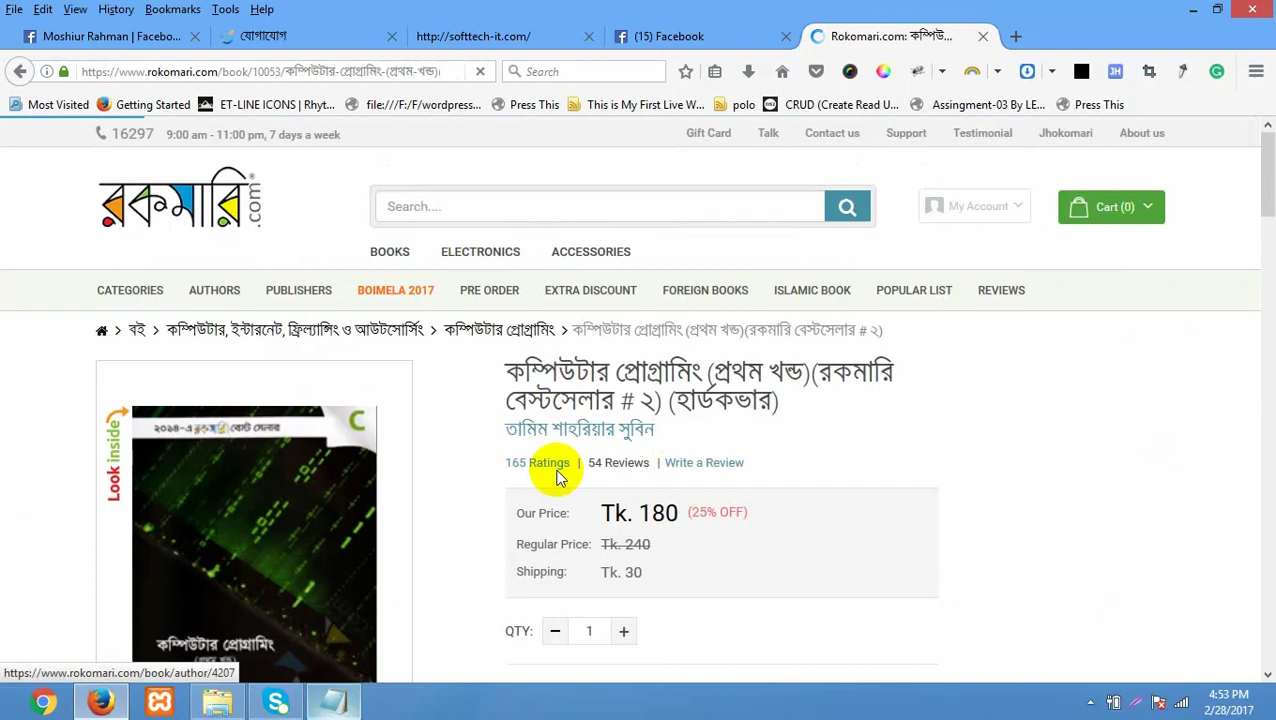 File Edit View History Bookmarks Tools Help
Moshiur Rahman | Facebo... যোগাযোগ http://softtech-it.com/ (15) Facebook Rokomari.com: কম্পিউ...
https://www.rokomari.com/book/10053/কম্পিউটার-প্রোগ্রামিং-(প্রথম-খন্ড)( Search
Most Visited Getting Started ET-LINE ICONS | Rhyt... file:///F:/F/wordpress... Press This This is My First Live W... polo CRUD (Create Read U... Assingment-03 By LE... Press This
16297 9:00 am - 11:00 pm, 7 days a week Gift Card Talk Contact us Support Testimonial Jhokomari About us
রকমারি.com
Search.... My Account Cart (0)
BOOKS ELECTRONICS ACCESSORIES
CATEGORIES AUTHORS PUBLISHERS BOIMELA 2017 PRE ORDER EXTRA DISCOUNT FOREIGN BOOKS ISLAMIC BOOK POPULAR LIST REVIEWS
> বই > কম্পিউটার, ইন্টারনেট, ফ্রিল্যান্সিং ও আউটসোর্সিং > কম্পিউটার প্রোগ্রামিং > কম্পিউটার প্রোগ্রামিং (প্রথম খন্ড)(রকমারি বেস্টসেলার # ২)
কম্পিউটার প্রোগ্রামিং (প্রথম খন্ড)(রকমারি
বেস্টসেলার # ২) (হার্ডকভার)
তামিম শাহরিয়ার সুবিন
165 Ratings | 54 Reviews | Write a Review
Look inside
২০১৪-এ রকমারি বেস্ট সেলার C
Our Price: Tk. 180 (25% OFF)
Regular Price: Tk. 240
Shipping: Tk. 30
QTY: - 1 +
কম্পিউটার প্রোগ্রামিং
(প্রথম খন্ড)
https://www.rokomari.com/book/author/4207
4:53 PM
2/28/2017